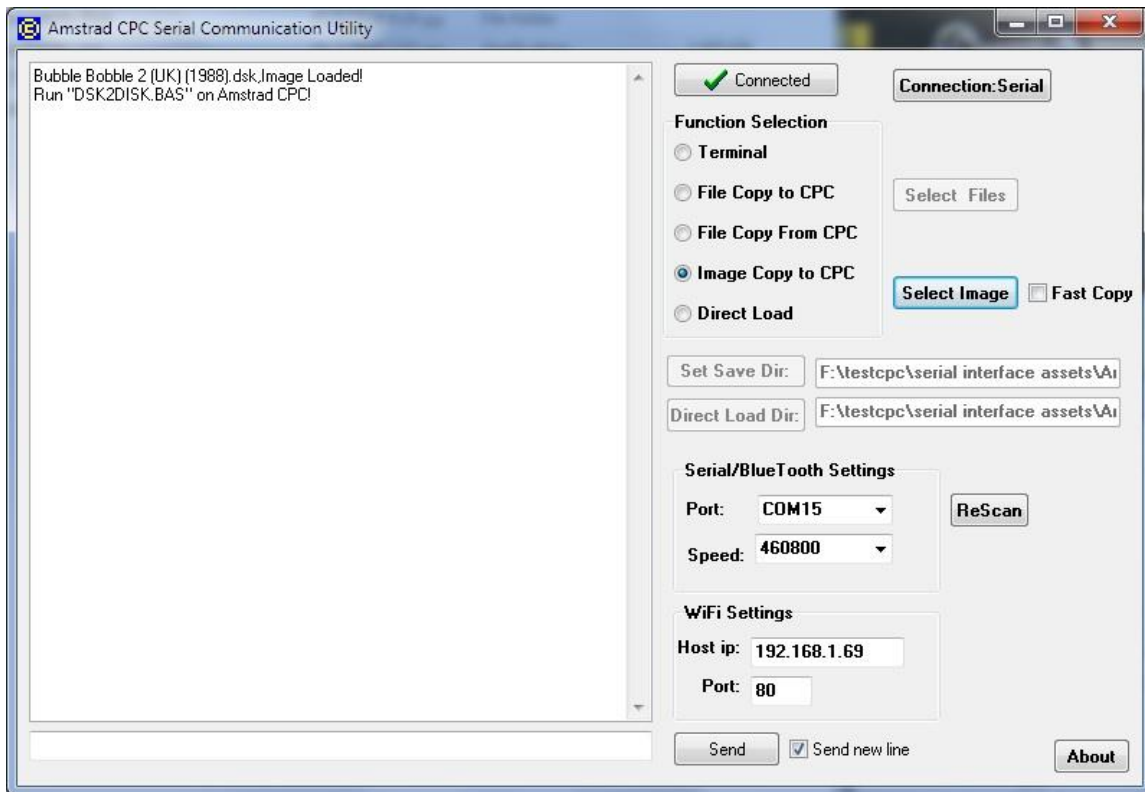 Amstrad CPC Serial Communication Utility
Bubble Bobble 2 (UK) (1988).dsk,Image Loaded!
Run "DSK2DISK.BAS" on Amstrad CPC!
Connected
Connection:Serial
Function Selection
Terminal
File Copy to CPC
Select Files
File Copy From CPC
Image Copy to CPC
Select Image
Fast Copy
Direct Load
Set Save Dir:
F:\testcpc\serial interface assets\
Direct Load Dir:
F:\testcpc\serial interface assets\
Serial/BlueTooth Settings
Port:
COM15
ReScan
Speed:
460800
WiFi Settings
Host ip:
192.168.1.69
Port:
80
Send
Send new line
About